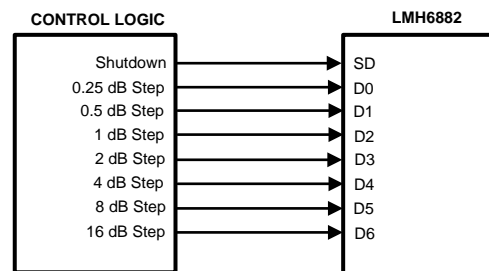 CONTROL LOGIC LMH6882
Shutdown SD
0.25 dB Step D0
0.5 dB Step D1
1 dB Step D2
2 dB Step D3
4 dB Step D4
8 dB Step D5
16 dB Step D6